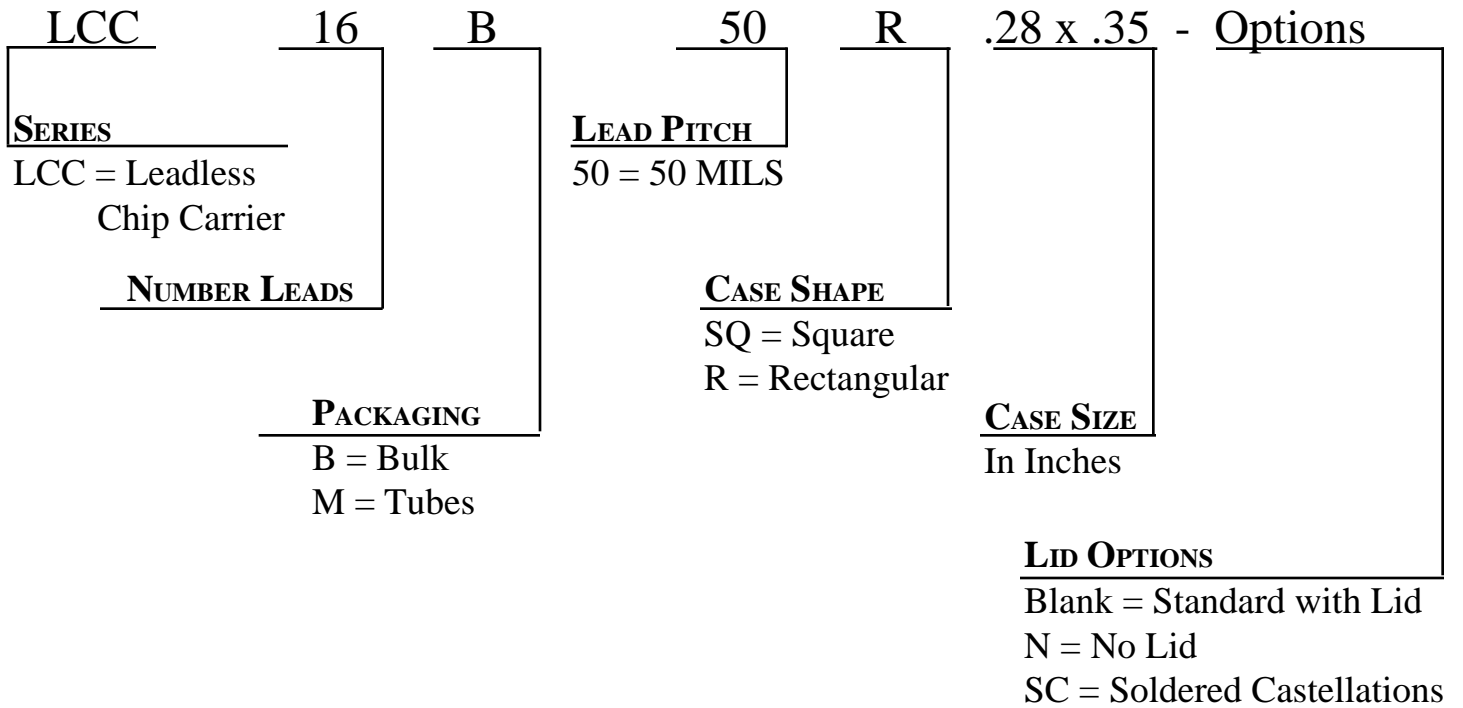 LCC 16 B 50 R .28 x .35 - Options
SERIES
LCC = Leadless
Chip Carrier
LEAD PITCH
50 = 50 MILS
NUMBER LEADS
CASE SHAPE
SQ = Square
R = Rectangular
PACKAGING
B = Bulk
M = Tubes
CASE SIZE
In Inches
LID OPTIONS
Blank = Standard with Lid
N = No Lid
SC = Soldered Castellations